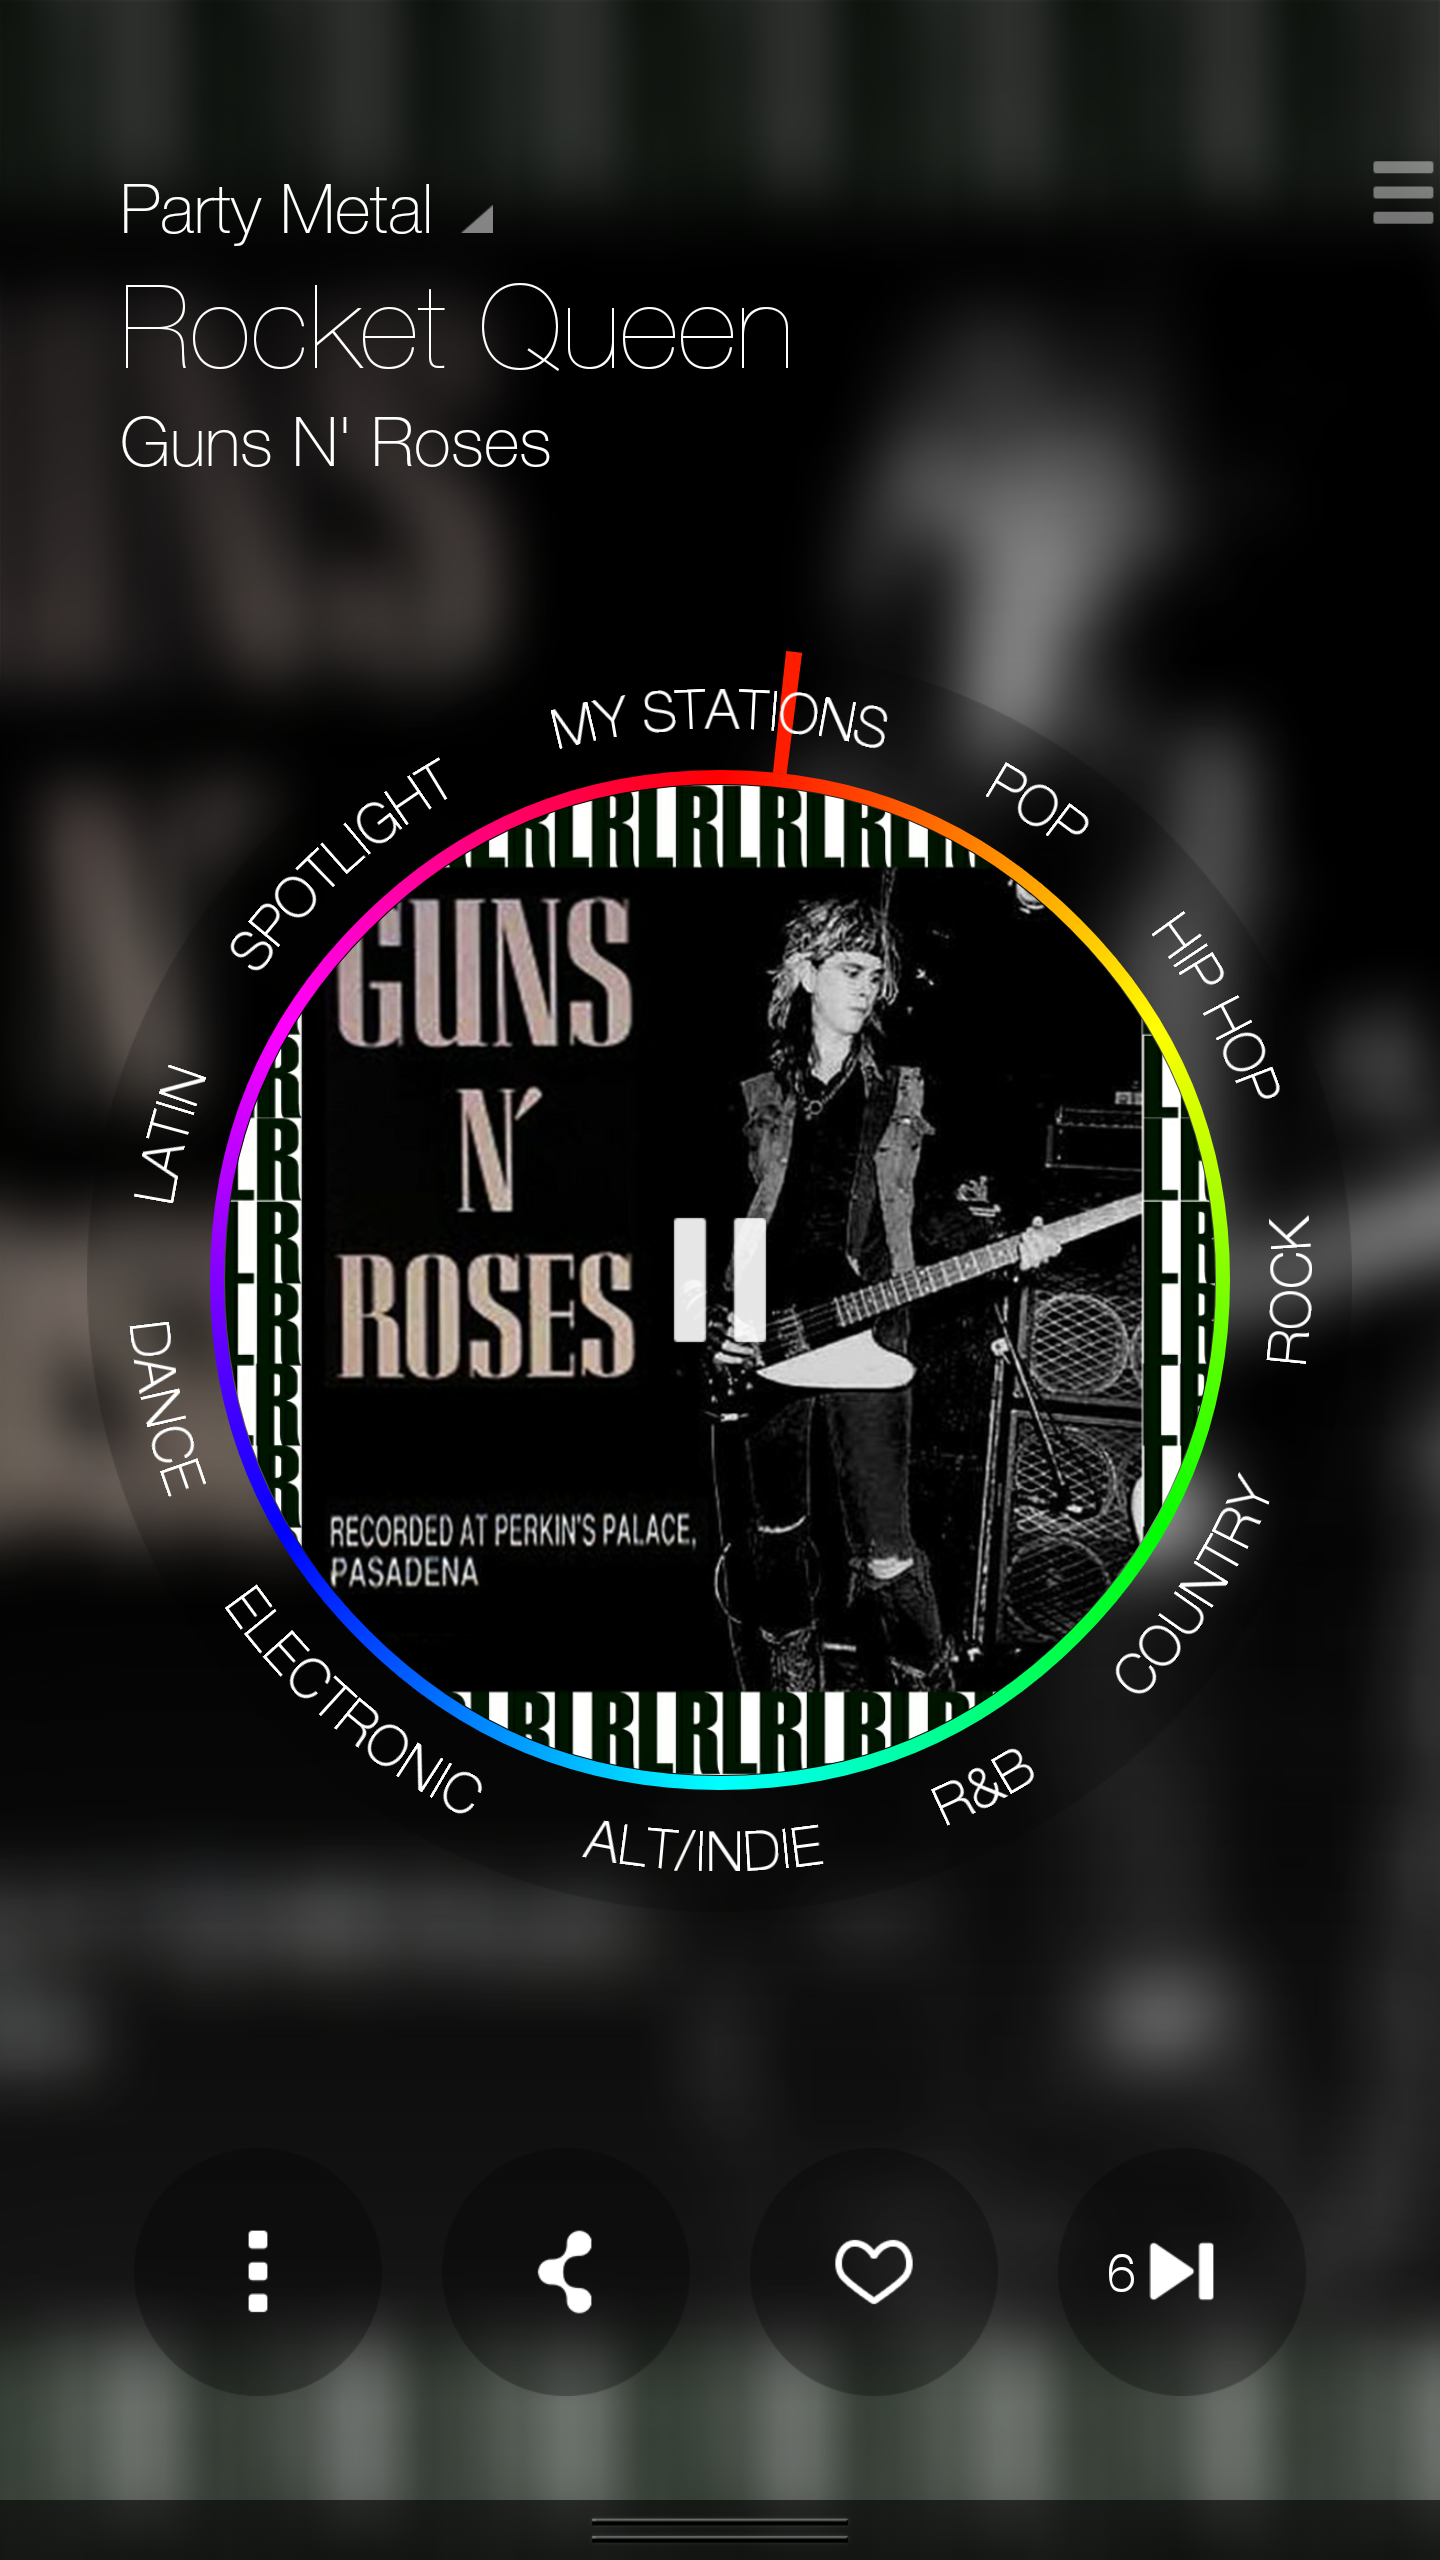 Party Metal
Rocket Queen
Guns N' Roses
MY STATIONS
POP
HIP HOP
ROCK
COUNTRY
R&B
ALT/INDIE
ELECTRONIC
DANCE
LATIN
SPOTLIGHT
GUNS
N'
ROSES
RECORDED AT PERKIN'S PALACE,
PASADENA
6